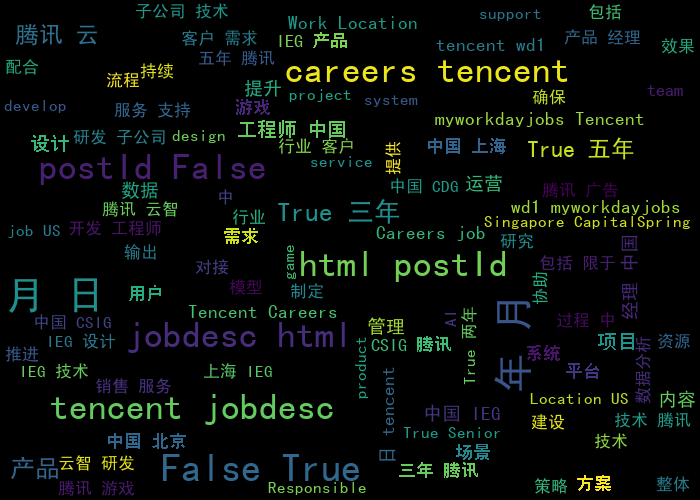 子公司 技术
support
包括
腾讯 云
Work Location
客户 需求
IEG 产品
tencent wd1
产品 经理
效果
五年 腾讯
配合
流程
持续
careers tencent
提升
project
system
确保
team
develop
服务 支持
游戏
myworkdayjobs Tencent
设计
研发 子公司
design
工程师 中国
行业 客户
中国 上海
True 五年
postId False
service
提供
数据
中国 CDG
运营
腾讯 广告
腾讯 云智
中
行业
True 三年
wd1 myworkdayjobs
Singapore CapitalSpring
job US
开发 工程师
需求
Careers job
研究
输出
对接
game
html postId
包括 限于
经理 中国
月 日
用户
模型
制定
协助
中国 CSIG
Tencent Careers
年 月
过程 中
IEG 设计
jobdesc html
管理
AI
CSIG 腾讯
True 两年
项目
资源
推进
product
系统
数据分析
IEG 技术
上海 IEG
平台
销售 服务
tencent jobdesc
日 tencent
中国 IEG
Location US
内容
建设
技术 腾讯
中国 北京
True Senior
技术
场景
产品
云智 研发
False True
三年 腾讯
腾讯 游戏
Responsible
策略
方案
整体